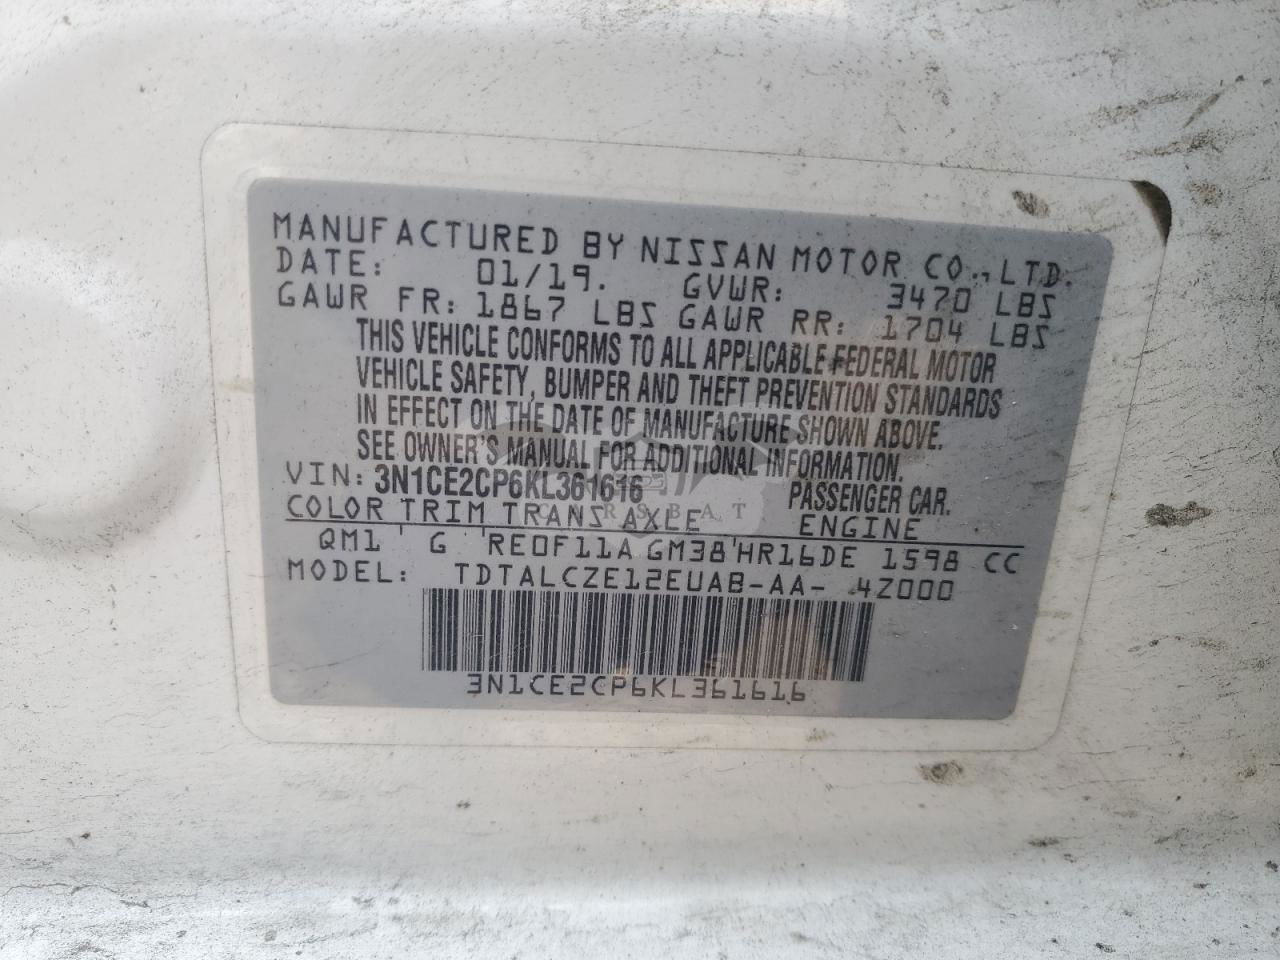 MANUFACTURED BY NISSAN MOTOR CO., LTD.
DATE: 01/19. GVWR: 3470 LBS
GAWR FR: 1867 LBS GAWR RR: 1704 LBS
THIS VEHICLE CONFORMS TO ALL APPLICABLE FEDERAL MOTOR
VEHICLE SAFETY, BUMPER AND THEFT PREVENTION STANDARDS
IN EFFECT ON THE DATE OF MANUFACTURE SHOWN ABOVE.
SEE OWNER'S MANUAL FOR ADDITIONAL INFORMATION.
VIN: 3N1CE2CP6KL361616 PASSENGER CAR.
COLOR TRIM TRANS AXLE ENGINE
QM1 ' G ' RE0F11A GM38'HR16DE 1598 CC
MODEL: TDTALCZE12EUAB-AA- 4Z000
3N1CE2CP6KL361616